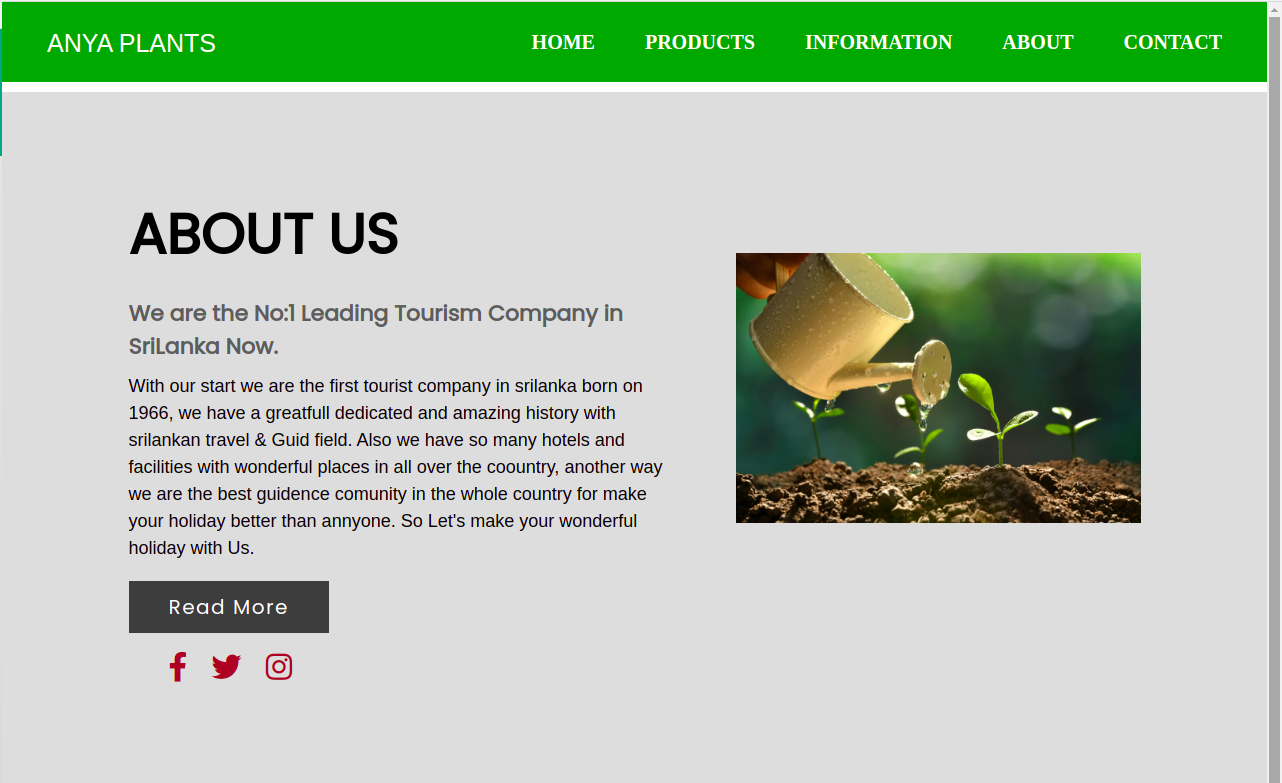 ANYA PLANTS
HOME PRODUCTS INFORMATION ABOUT CONTACT
ABOUT US
We are the No:1 Leading Tourism Company in
SriLanka Now.
With our start we are the first tourist company in srilanka born on
1966, we have a greatfull dedicated and amazing history with
srilankan travel & Guid field. Also we have so many hotels and
facilities with wonderful places in all over the coountry, another way
we are the best guidence comunity in the whole country for make
your holiday better than annyone. So Let's make your wonderful
holiday with Us.
Read More